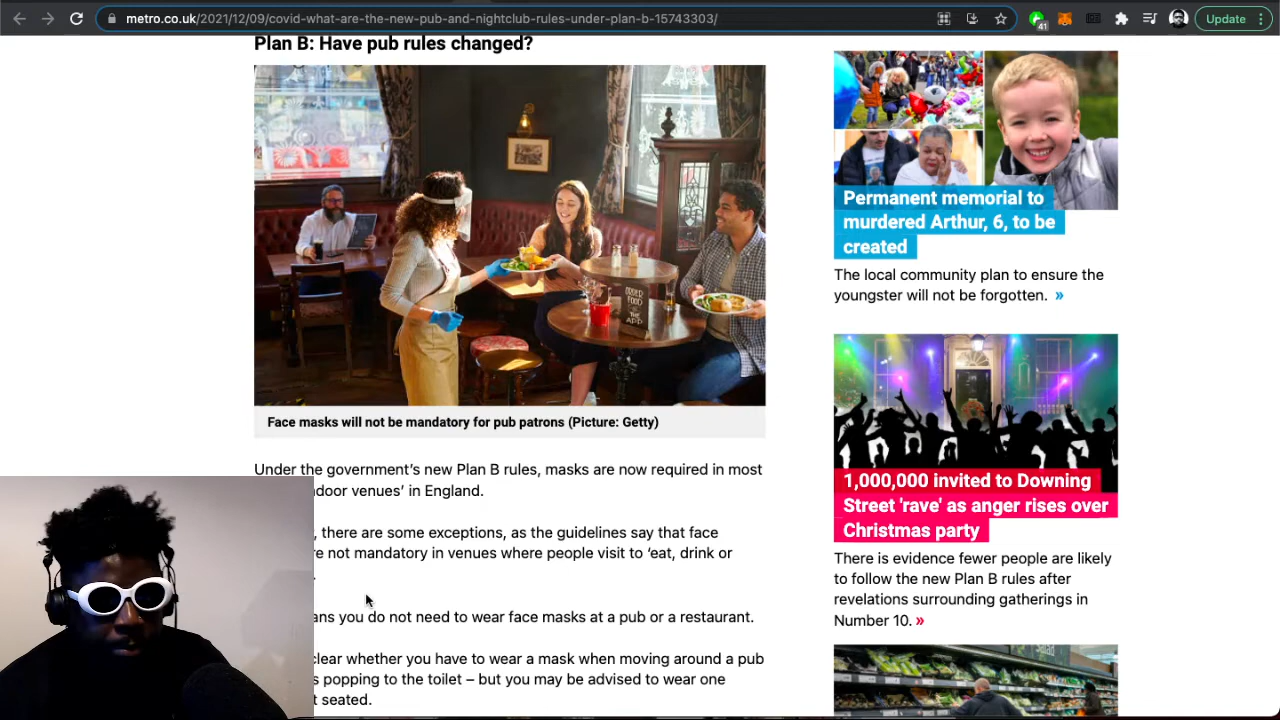 metro.co.uk/2021/12/09/covid-what-are-the-new-pub-and-nightclub-rules-under-plan-b-15743303/
41
Update
Plan B: Have pub rules changed?
ORDER
FOOD
THE
APP
Face masks will not be mandatory for pub patrons (Picture: Getty)
Under the government’s new Plan B rules, masks are now required in most
door venues’ in England.
, there are some exceptions, as the guidelines say that face
re not mandatory in venues where people visit to ‘eat, drink or
ans you do not need to wear face masks at a pub or a restaurant.
clear whether you have to wear a mask when moving around a pub
s popping to the toilet – but you may be advised to wear one
t seated.
Permanent memorial to
murdered Arthur, 6, to be
created
The local community plan to ensure the
youngster will not be forgotten. »
1,000,000 invited to Downing
Street 'rave' as anger rises over
Christmas party
There is evidence fewer people are likely
to follow the new Plan B rules after
revelations surrounding gatherings in
Number 10. »